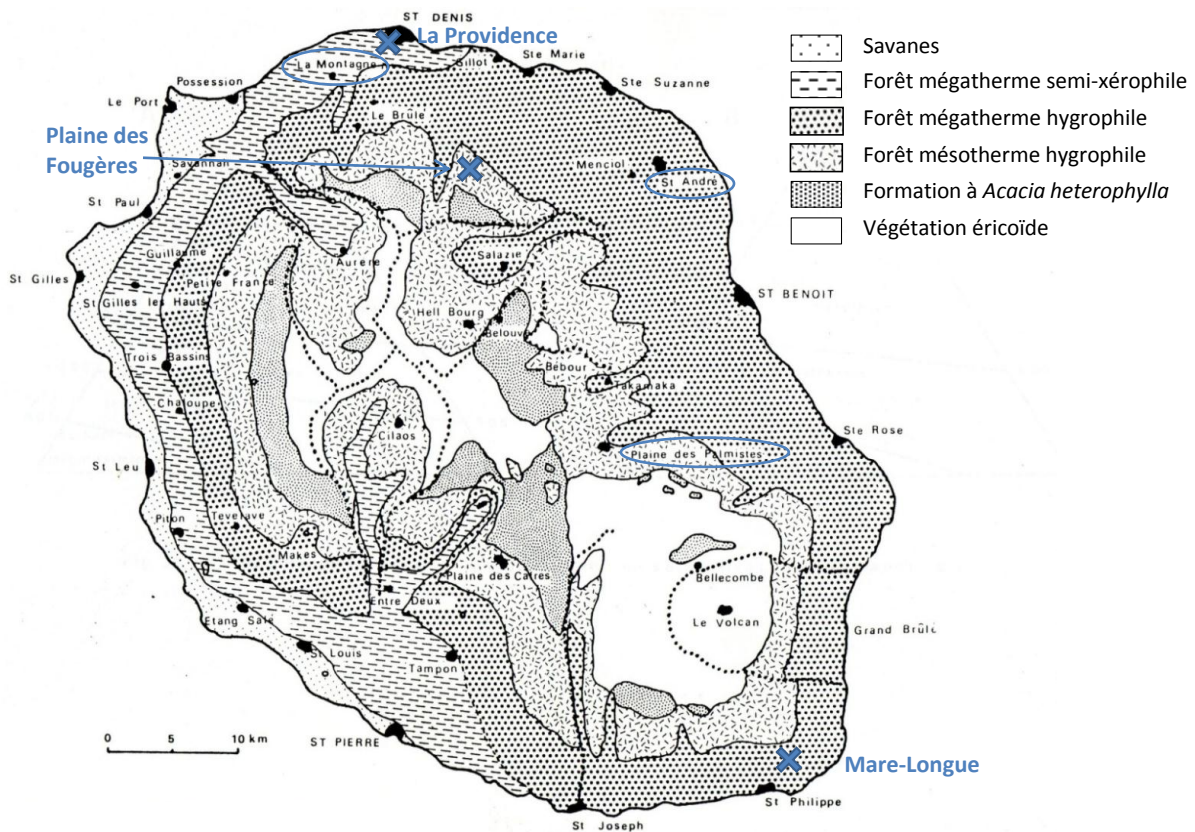 ST DENIS
La Providence
La Montagne
Gillot
Ste Marie
Possession
Ste Suzanne
Le Port
Le Brûle
Plaine des
Fougères
Savannah
Menciol
St André
St Paul
Guillaume
Aurere
Salazie
St Gilles
Petite France
St Gilles les Hauts
ST BENOIT
Hell Bourg
Belouve
Trois Bassins
Bébour
Takamaka
Chaloupe
Cilaos
Ste Rose
St Leu
Plaine des Palmistes
Piton
Tevelave
Makes
Plaine des Cafres
Bellecombe
Entre Deux
Le Volcan
Grand Brûlé
Etang Salé
St Louis
Tampon
0 5 10 km
ST PIERRE
Mare-Longue
St Philippe
St Joseph
Savanes
Forêt mégatherme semi-xérophile
Forêt mégatherme hygrophile
Forêt mésotherme hygrophile
Formation à Acacia heterophylla
Végétation éricoïde